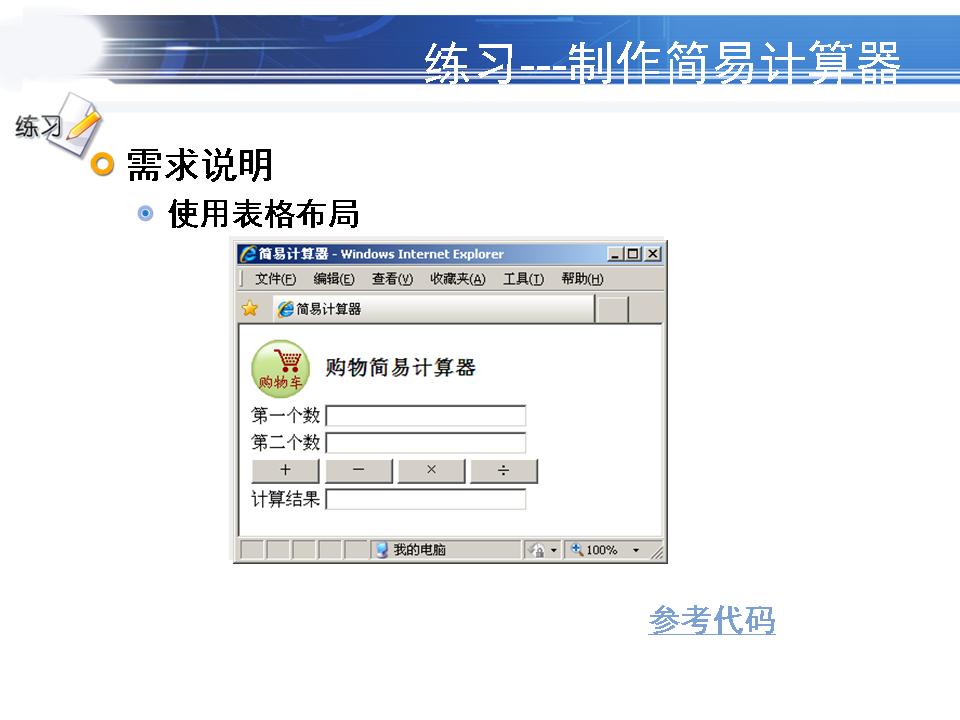 练习---制作简易计算器
练习
需求说明
使用表格布局
简易计算器 - Windows Internet Explorer
文件(F) 编辑(E) 查看(V) 收藏夹(A) 工具(T) 帮助(H)
简易计算器
购物车
购物简易计算器
第一个数
第二个数
+ － × ÷
计算结果
我的电脑 100%
参考代码